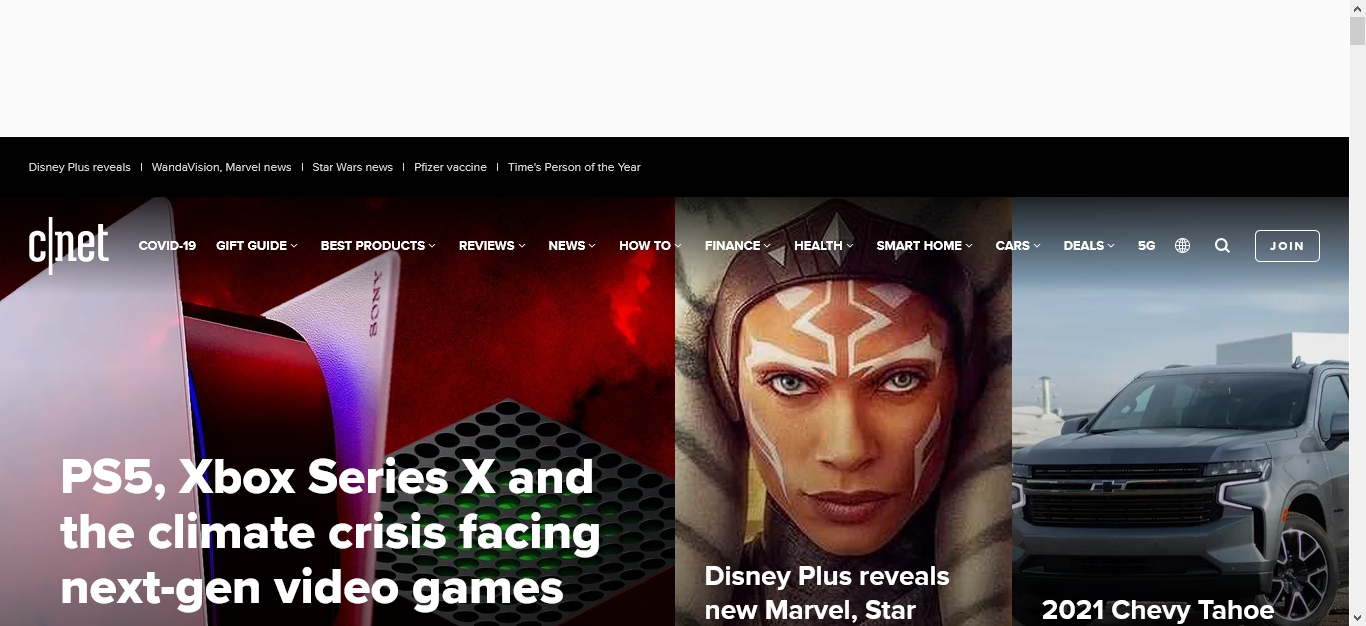 Disney Plus reveals | WandaVision, Marvel news | Star Wars news | Pfizer vaccine | Time's Person of the Year
c|net COVID-19 GIFT GUIDE BEST PRODUCTS REVIEWS NEWS HOW TO FINANCE HEALTH SMART HOME CARS DEALS 5G JOIN
SONY
PS5, Xbox Series X and
the climate crisis facing
next-gen video games
Disney Plus reveals
new Marvel, Star
2021 Chevy Tahoe